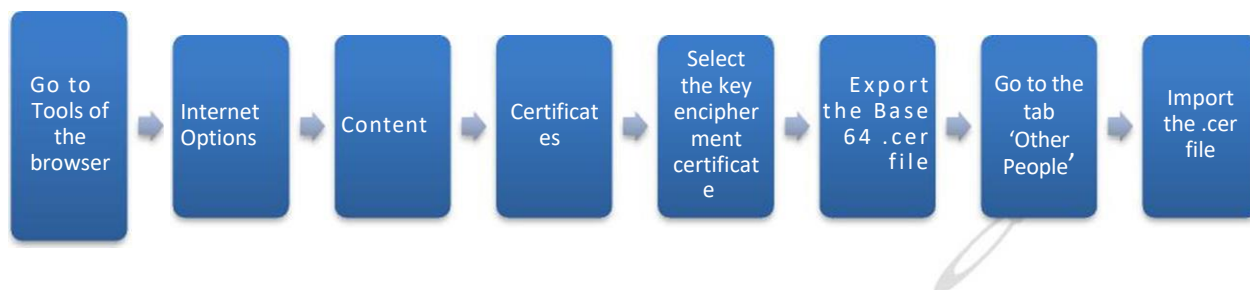 Go to
Tools of
the
browser
Internet
Options
Content
Certificat
es
Select
the key
encipher
ment
certificat
e
Export
the Base
64 .cer
file
Go to the
tab
‘Other
People’
Import
the .cer
file